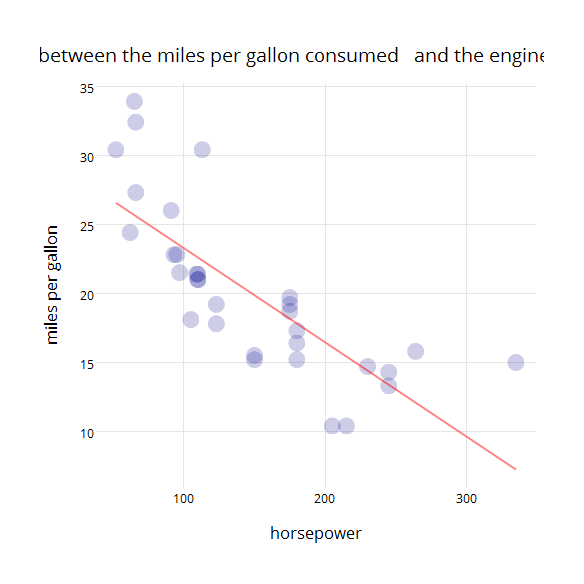 between the miles per gallon consumed   and the engine
35
30
25
20
15
10
miles per gallon
100 200 300
horsepower